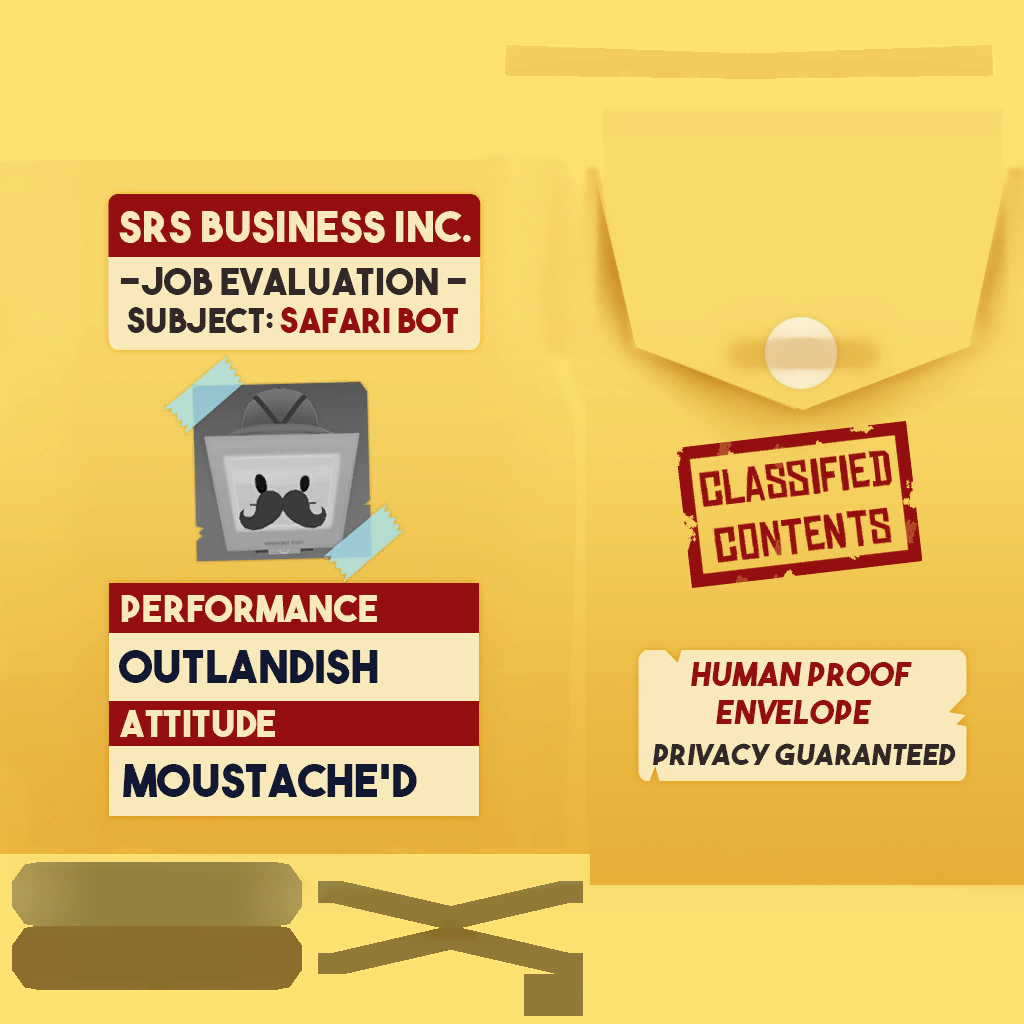 SRS BUSINESS INC.
-JOB EVALUATION -
SUBJECT: SAFARI BOT
PERFORMANCE
OUTLANDISH
ATTITUDE
MOUSTACHE'D
CLASSIFIED
CONTENTS
HUMAN PROOF
ENVELOPE
PRIVACY GUARANTEED